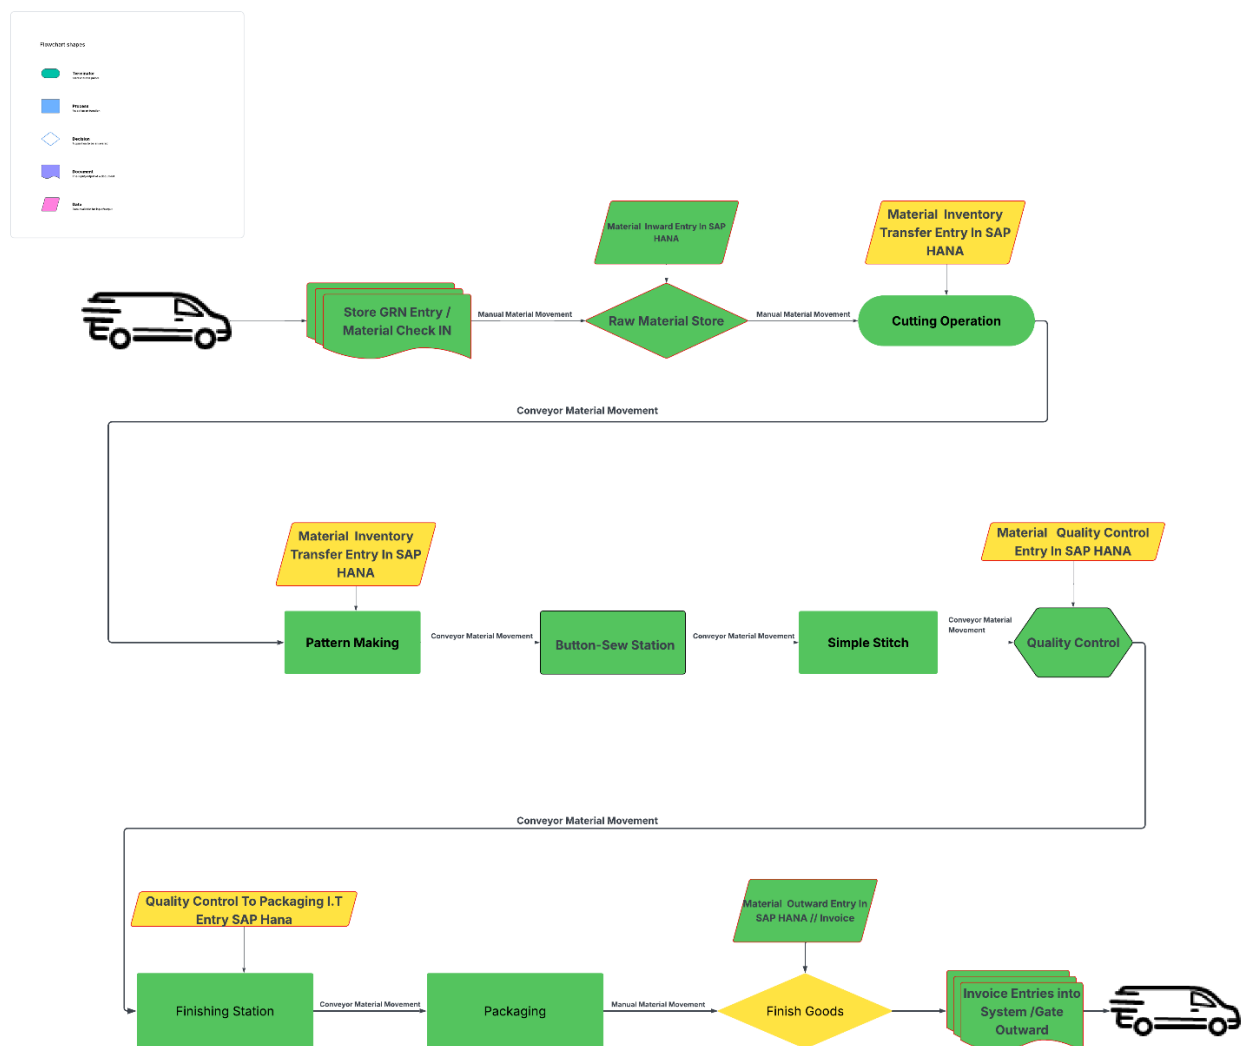 Flowchart shapes
Terminator
Process
Decision
Document
Data
Material Inward Entry In SAP
HANA
Material Inventory
Transfer Entry In SAP
HANA
Store GRN Entry /
Material Check IN
Manual Material Movement
Raw Material Store
Manual Material Movement
Cutting Operation
Conveyor Material Movement
Material Inventory
Transfer Entry In SAP
HANA
Material Quality Control
Entry In SAP HANA
Pattern Making
Conveyor Material Movement
Button-Sew Station
Conveyor Material Movement
Simple Stitch
Conveyor Material
Movement
Quality Control
Conveyor Material Movement
Quality Control To Packaging I.T
Entry SAP Hana
Material Outward Entry In
SAP HANA // Invoice
Finishing Station
Conveyor Material Movement
Packaging
Manual Material Movement
Finish Goods
Invoice Entries into
System /Gate
Outward